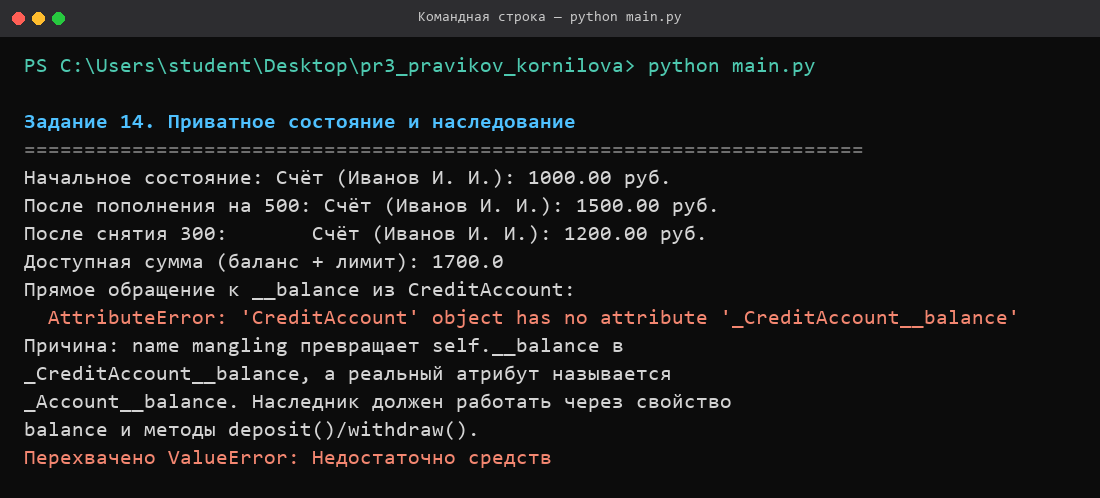 Командная строка — python main.py
PS C:\Users\student\Desktop\pr3_pravikov_kornilova> python main.py
Задание 14. Приватное состояние и наследование
======================================================================
Начальное состояние: Счёт (Иванов И. И.): 1000.00 руб.
После пополнения на 500: Счёт (Иванов И. И.): 1500.00 руб.
После снятия 300:       Счёт (Иванов И. И.): 1200.00 руб.
Доступная сумма (баланс + лимит): 1700.0
Прямое обращение к __balance из CreditAccount:
  AttributeError: 'CreditAccount' object has no attribute '_CreditAccount__balance'
Причина: name mangling превращает self.__balance в
_CreditAccount__balance, а реальный атрибут называется
_Account__balance. Наследник должен работать через свойство
balance и методы deposit()/withdraw().
Перехвачено ValueError: Недостаточно средств